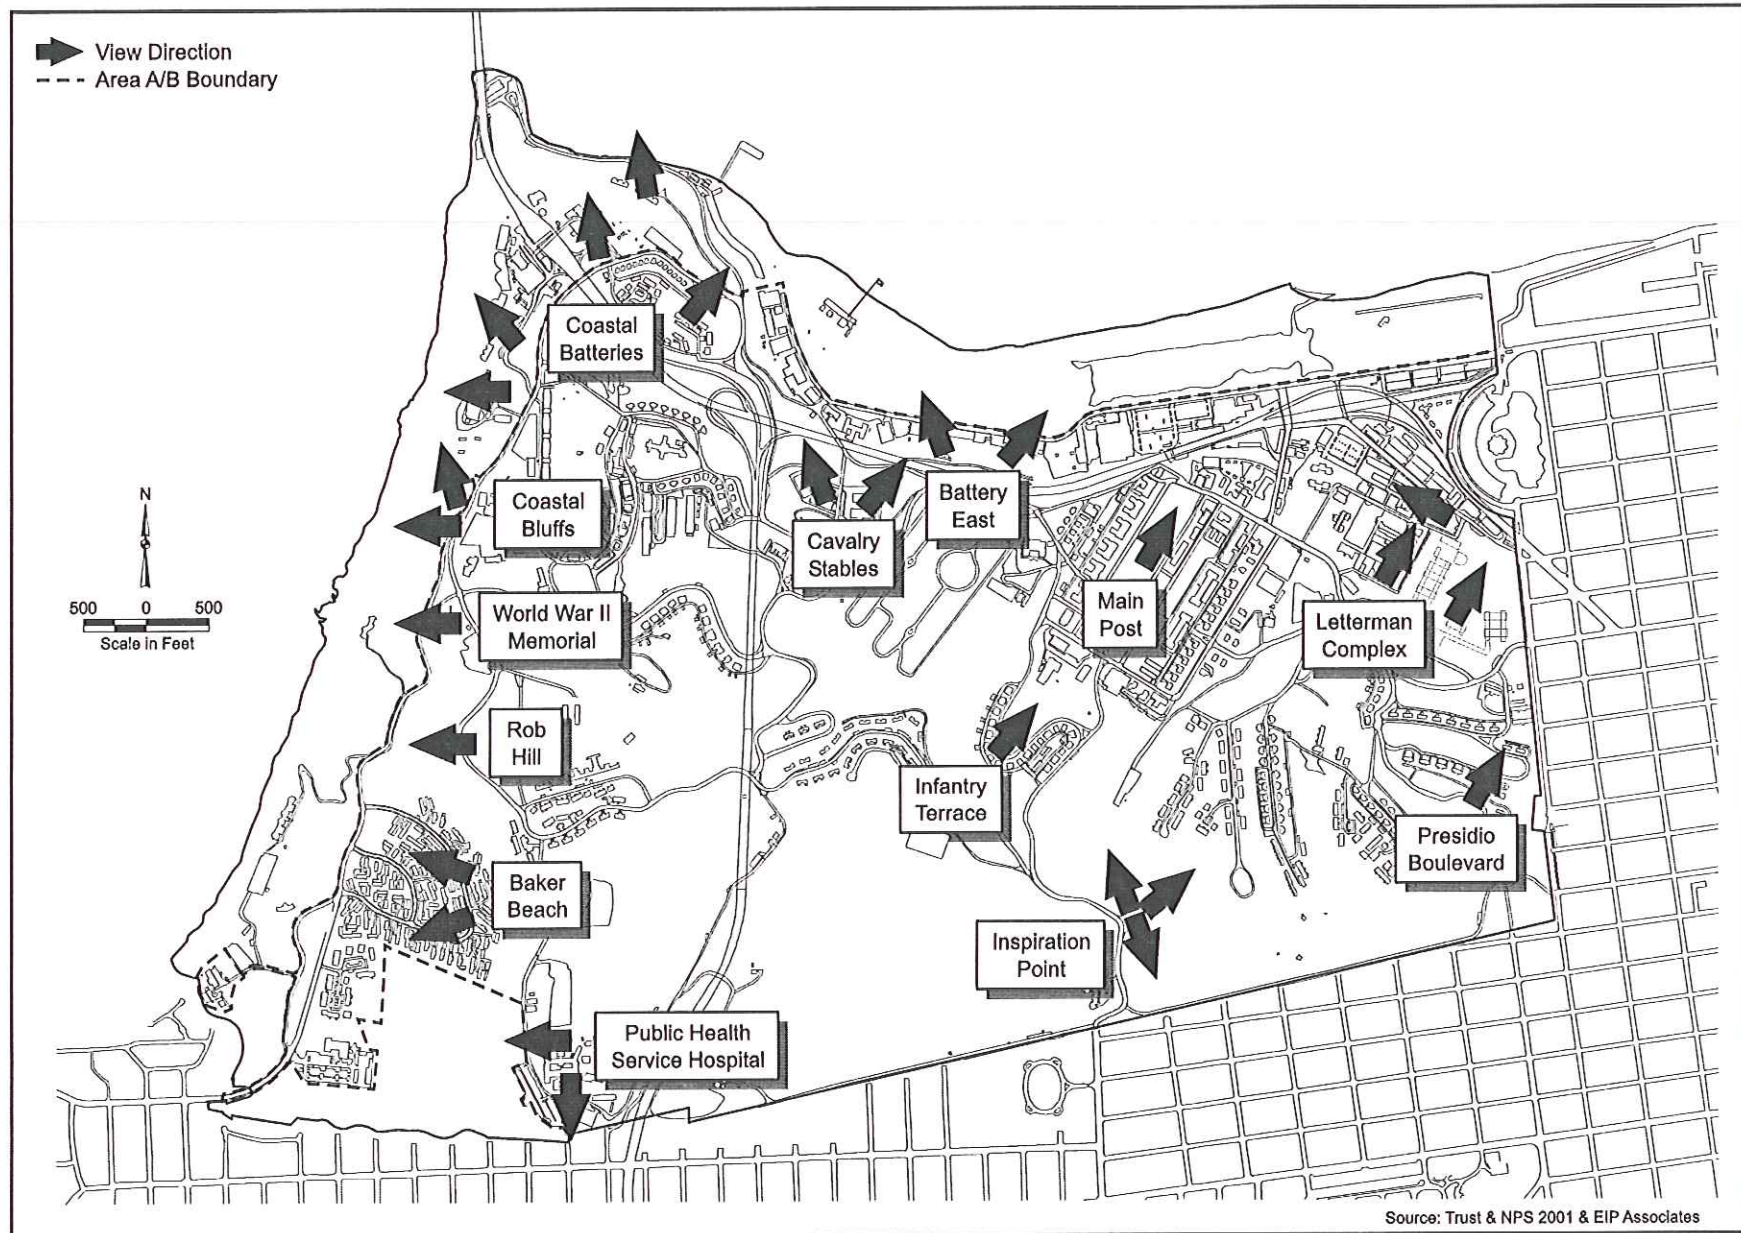 View Direction
Area A/B Boundary
Coastal
Batteries
Coastal
Bluffs
Battery
East
Cavalry
Stables
N
500 0 500
Scale in Feet
World War II
Memorial
Main
Post
Letterman
Complex
Rob
Hill
Infantry
Terrace
Presidio
Boulevard
Baker
Beach
Inspiration
Point
Public Health
Service Hospital
Source: Trust & NPS 2001 & EIP Associates